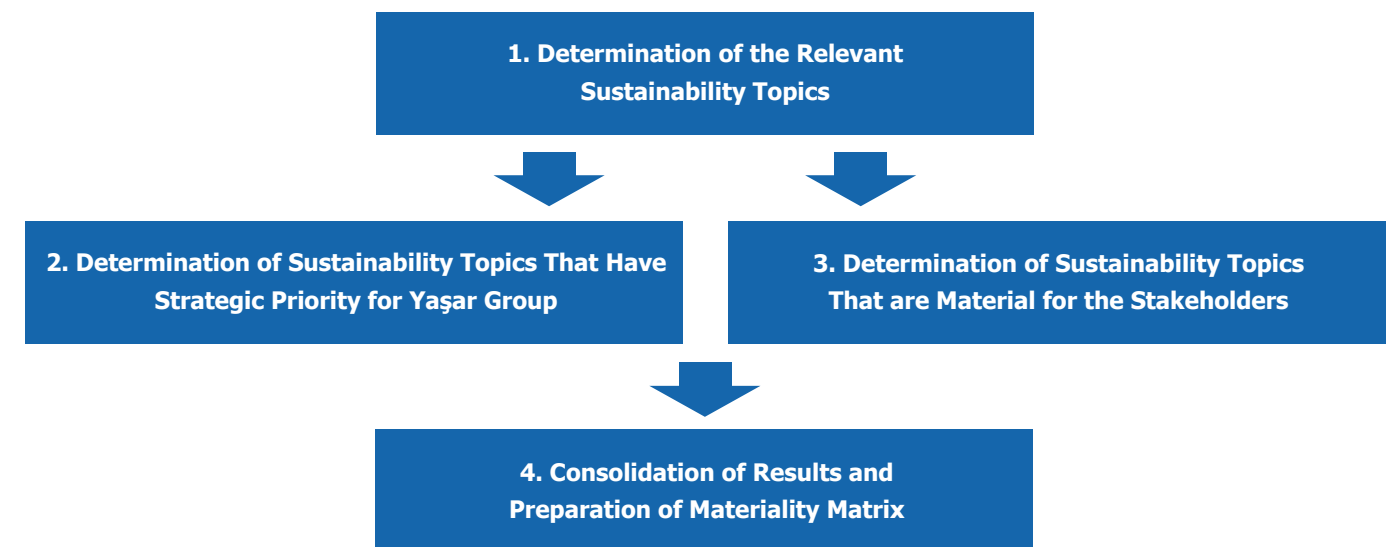 1. Determination of the Relevant
Sustainability Topics
2. Determination of Sustainability Topics That Have
Strategic Priority for Yaşar Group
3. Determination of Sustainability Topics
That are Material for the Stakeholders
4. Consolidation of Results and
Preparation of Materiality Matrix